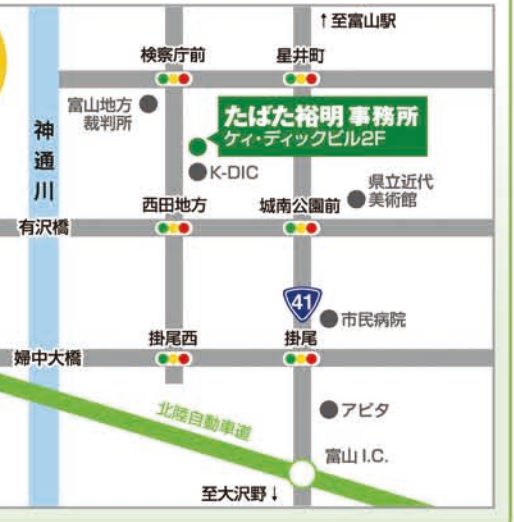 ↑至富山駅
検察庁前
星井町
富山地方
裁判所
たばた裕明 事務所
ケィ・ディックビル2F
神通川
K-DIC
県立近代
美術館
西田地方
城南公園前
有沢橋
41
市民病院
掛尾西
掛尾
婦中大橋
北陸自動車道
アピタ
富山 I.C.
至大沢野↓